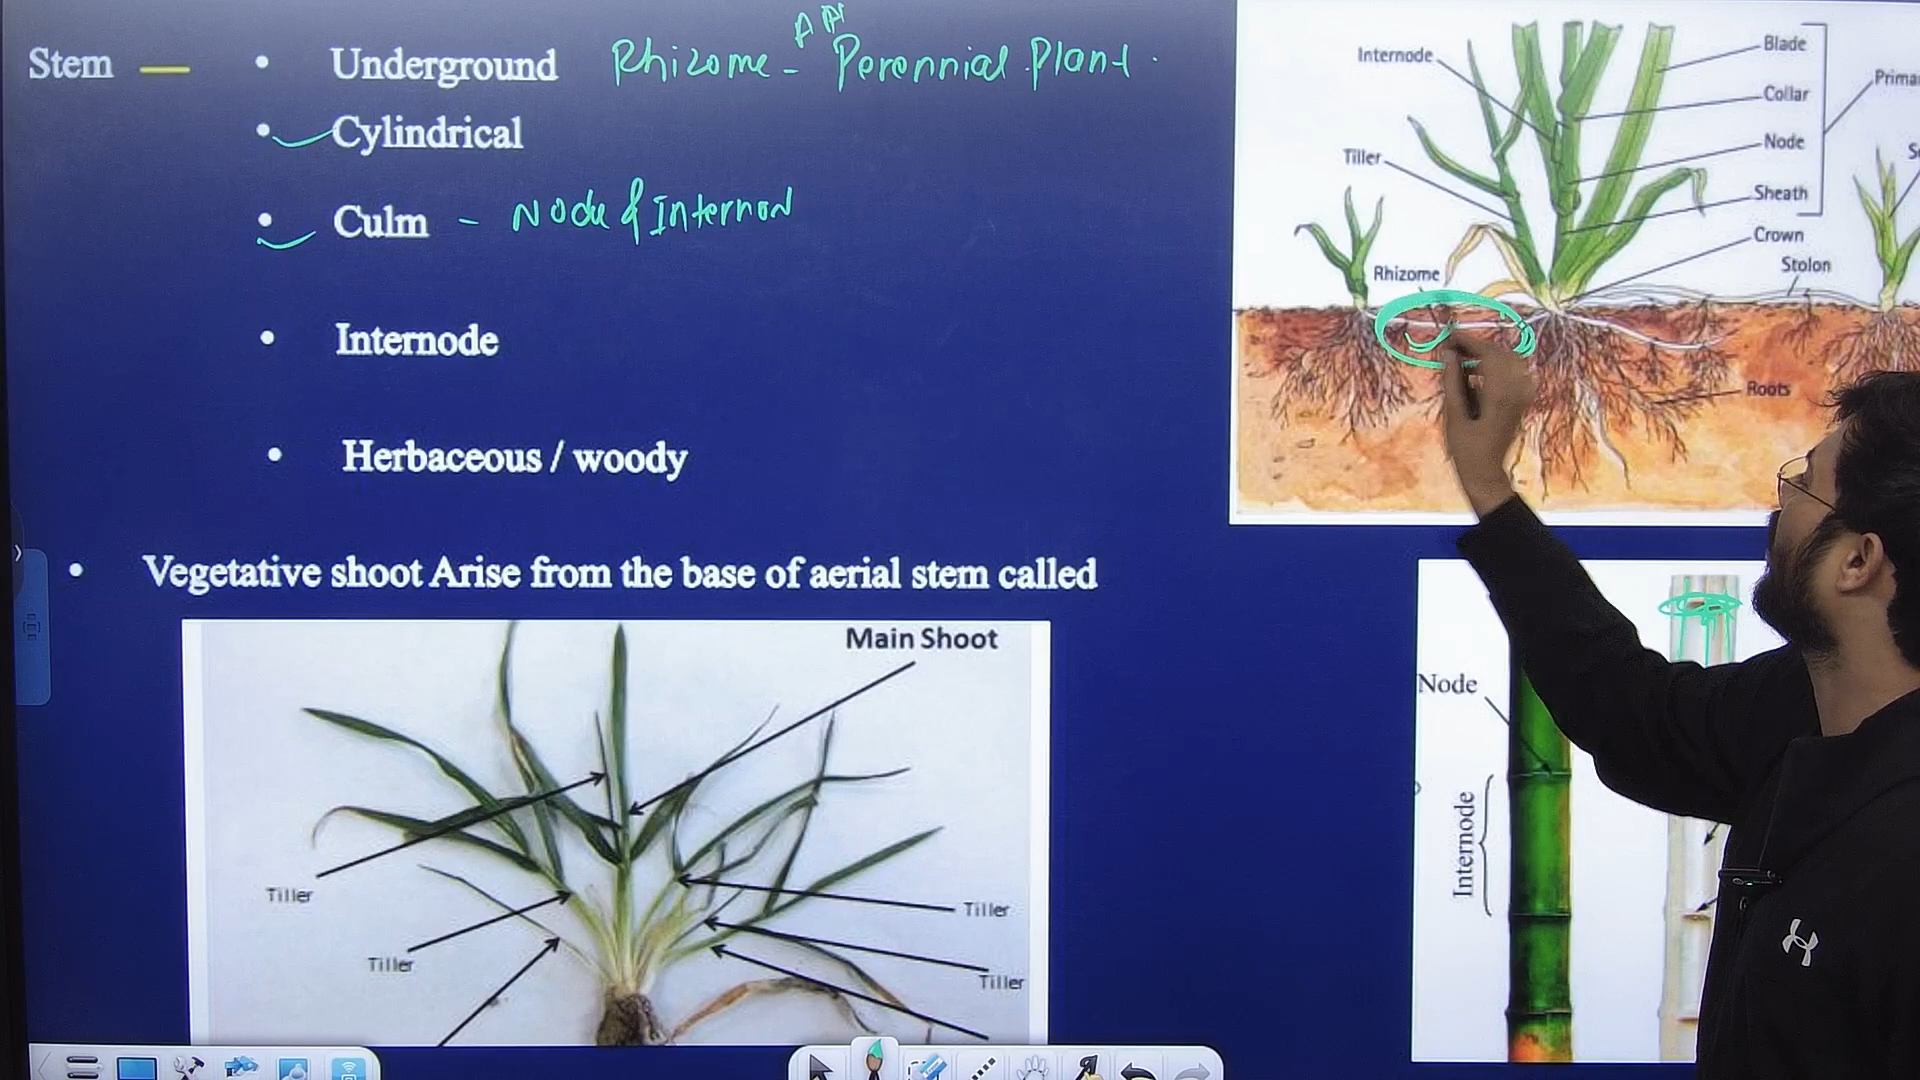 Stem — • Underground Rhizome - Perennial Plant.
• Cylindrical
• Culm - Node & Internod
• Internode
• Herbaceous / woody
• Vegetative shoot Arise from the base of aerial stem called
Main Shoot
Tiller
Tiller
Tiller
Tiller
Internode
Blade
Collar
Tiller
Node
Sheath
Crown
Rhizome
Stolon
Roots
Node
Internode